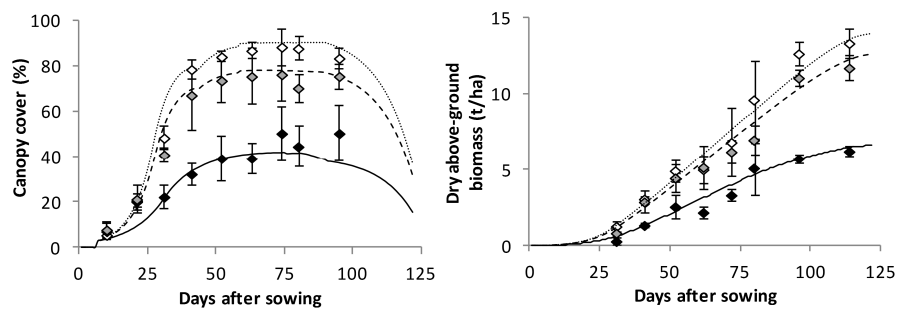 100
80
60
40
20
0
Canopy cover (%)
0 25 50 75 100 125
Days after sowing
15
10
5
0
Dry above-ground
biomass (t/ha)
0 25 50 75 100 125
Days after sowing